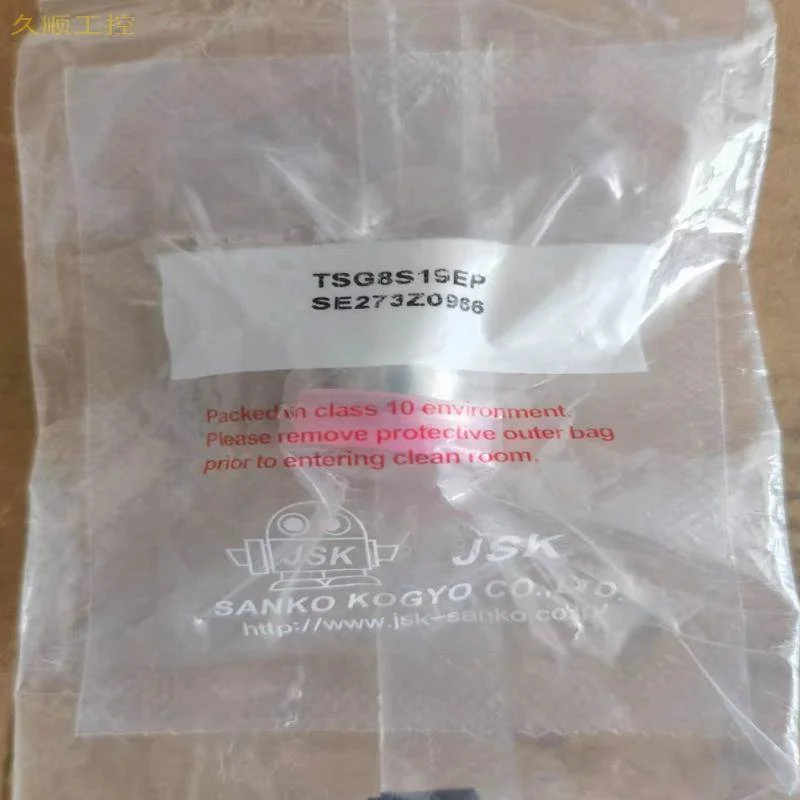 久顺工控
TSG8S19EP
SE273Z0966
Packed in class 10 environment.
Please remove protective outer bag
prior to entering clean room.
JSK
JSK
SANKO KOGYO CO., LTD.
http://www.jsk-sanko.co.jp/